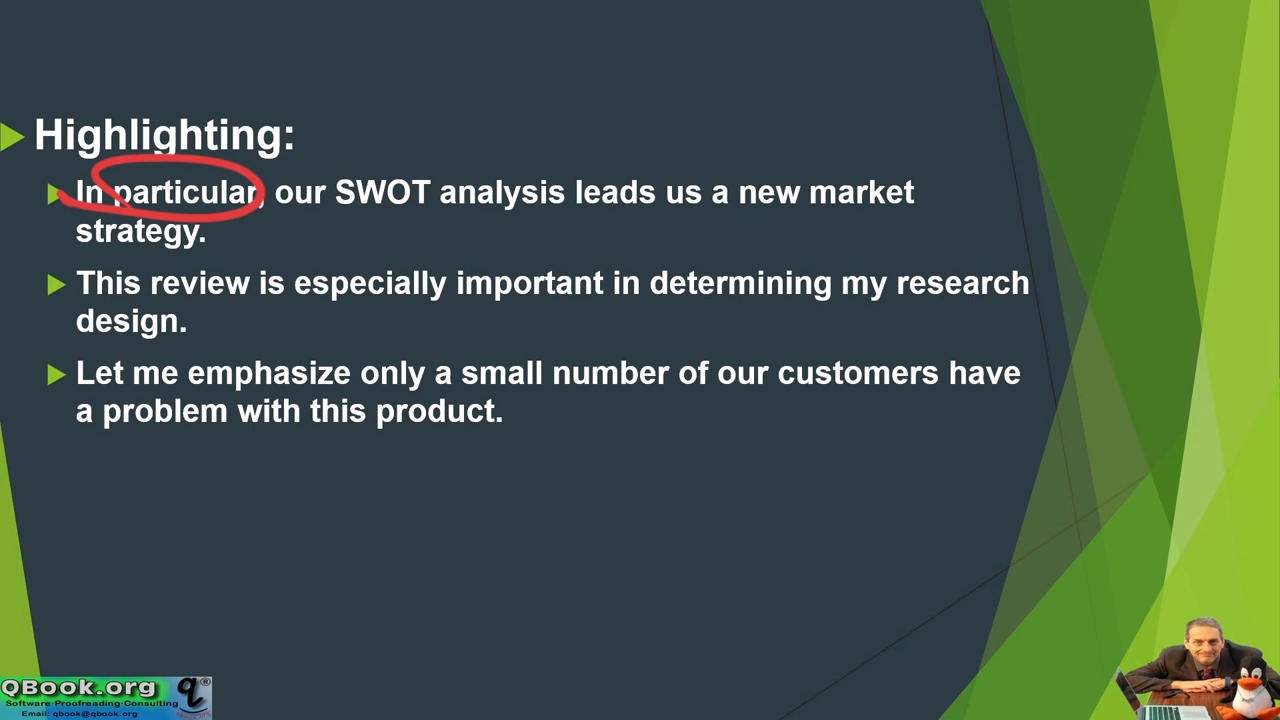 Highlighting:
In particular, our SWOT analysis leads us a new market
strategy.
This review is especially important in determining my research
design.
Let me emphasize only a small number of our customers have
a problem with this product.
QBook.org
q®
Software·Proofreading·Consulting
Email: qbook@qbook.org